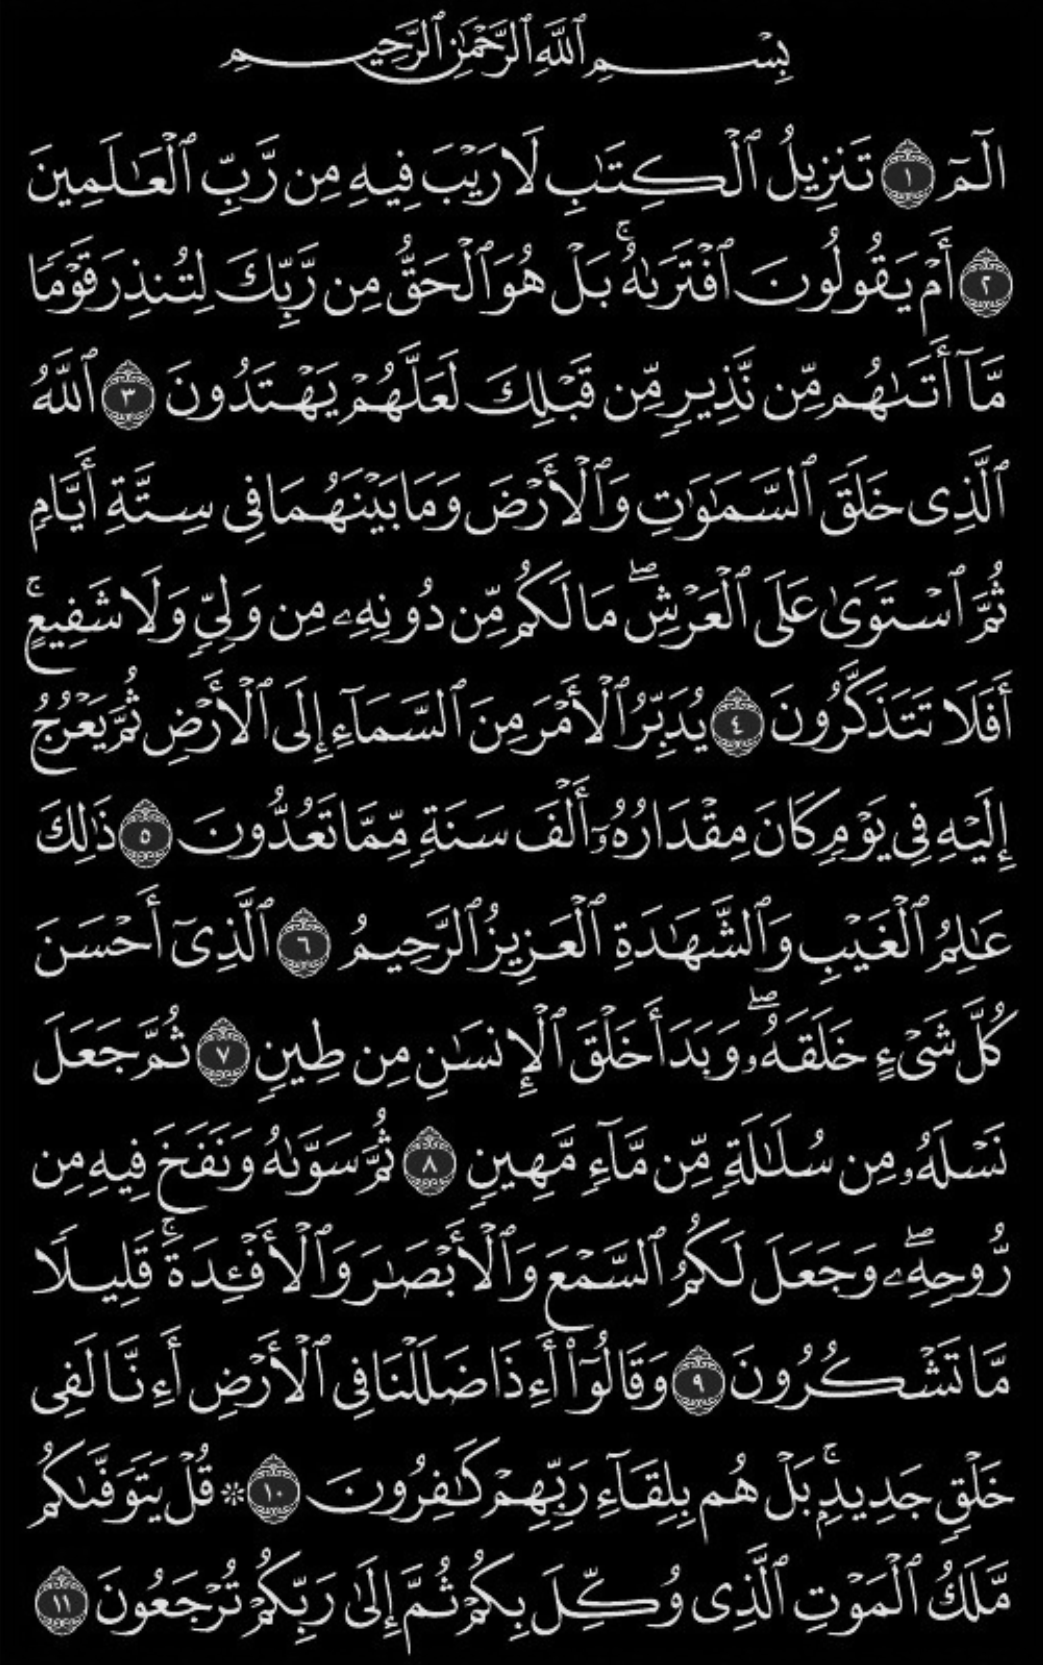 بِسْمِ ٱللَّهِ ٱلرَّحْمَٰنِ ٱلرَّحِيمِ
الٓمٓ ١ تَنزِيلُ ٱلْكِتَٰبِ لَا رَيْبَ فِيهِ مِن رَّبِّ ٱلْعَٰلَمِينَ
٢ أَمْ يَقُولُونَ ٱفْتَرَىٰهُ ۚ بَلْ هُوَ ٱلْحَقُّ مِن رَّبِّكَ لِتُنذِرَ قَوْمًا
مَّآ أَتَىٰهُم مِّن نَّذِيرٍ مِّن قَبْلِكَ لَعَلَّهُمْ يَهْتَدُونَ ٣ ٱللَّهُ
ٱلَّذِى خَلَقَ ٱلسَّمَٰوَٰتِ وَٱلْأَرْضَ وَمَا بَيْنَهُمَا فِى سِتَّةِ أَيَّامٍ
ثُمَّ ٱسْتَوَىٰ عَلَى ٱلْعَرْشِ ۖ مَا لَكُم مِّن دُونِهِۦ مِن وَلِىٍّ وَلَا شَفِيعٍ ۚ
أَفَلَا تَتَذَكَّرُونَ ٤ يُدَبِّرُ ٱلْأَمْرَ مِنَ ٱلسَّمَآءِ إِلَى ٱلْأَرْضِ ثُمَّ يَعْرُجُ
إِلَيْهِ فِى يَوْمٍ كَانَ مِقْدَارُهُۥٓ أَلْفَ سَنَةٍ مِّمَّا تَعُدُّونَ ٥ ذَٰلِكَ
عَٰلِمُ ٱلْغَيْبِ وَٱلشَّهَٰدَةِ ٱلْعَزِيزُ ٱلرَّحِيمُ ٦ ٱلَّذِىٓ أَحْسَنَ
كُلَّ شَىْءٍ خَلَقَهُۥ ۖ وَبَدَأَ خَلْقَ ٱلْإِنسَٰنِ مِن طِينٍ ٧ ثُمَّ جَعَلَ
نَسْلَهُۥ مِن سُلَٰلَةٍ مِّن مَّآءٍ مَّهِينٍ ٨ ثُمَّ سَوَّىٰهُ وَنَفَخَ فِيهِ مِن
رُّوحِهِۦ ۖ وَجَعَلَ لَكُمُ ٱلسَّمْعَ وَٱلْأَبْصَٰرَ وَٱلْأَفْـِٔدَةَ ۚ قَلِيلًا
مَّا تَشْكُرُونَ ٩ وَقَالُوٓا۟ أَءِذَا ضَلَلْنَا فِى ٱلْأَرْضِ أَءِنَّا لَفِى
خَلْقٍ جَدِيدٍۭ ۚ بَلْ هُم بِلِقَآءِ رَبِّهِمْ كَٰفِرُونَ ١٠ * قُلْ يَتَوَفَّىٰكُم
مَّلَكُ ٱلْمَوْتِ ٱلَّذِى وُكِّلَ بِكُمْ ثُمَّ إِلَىٰ رَبِّكُمْ تُرْجَعُونَ ١١